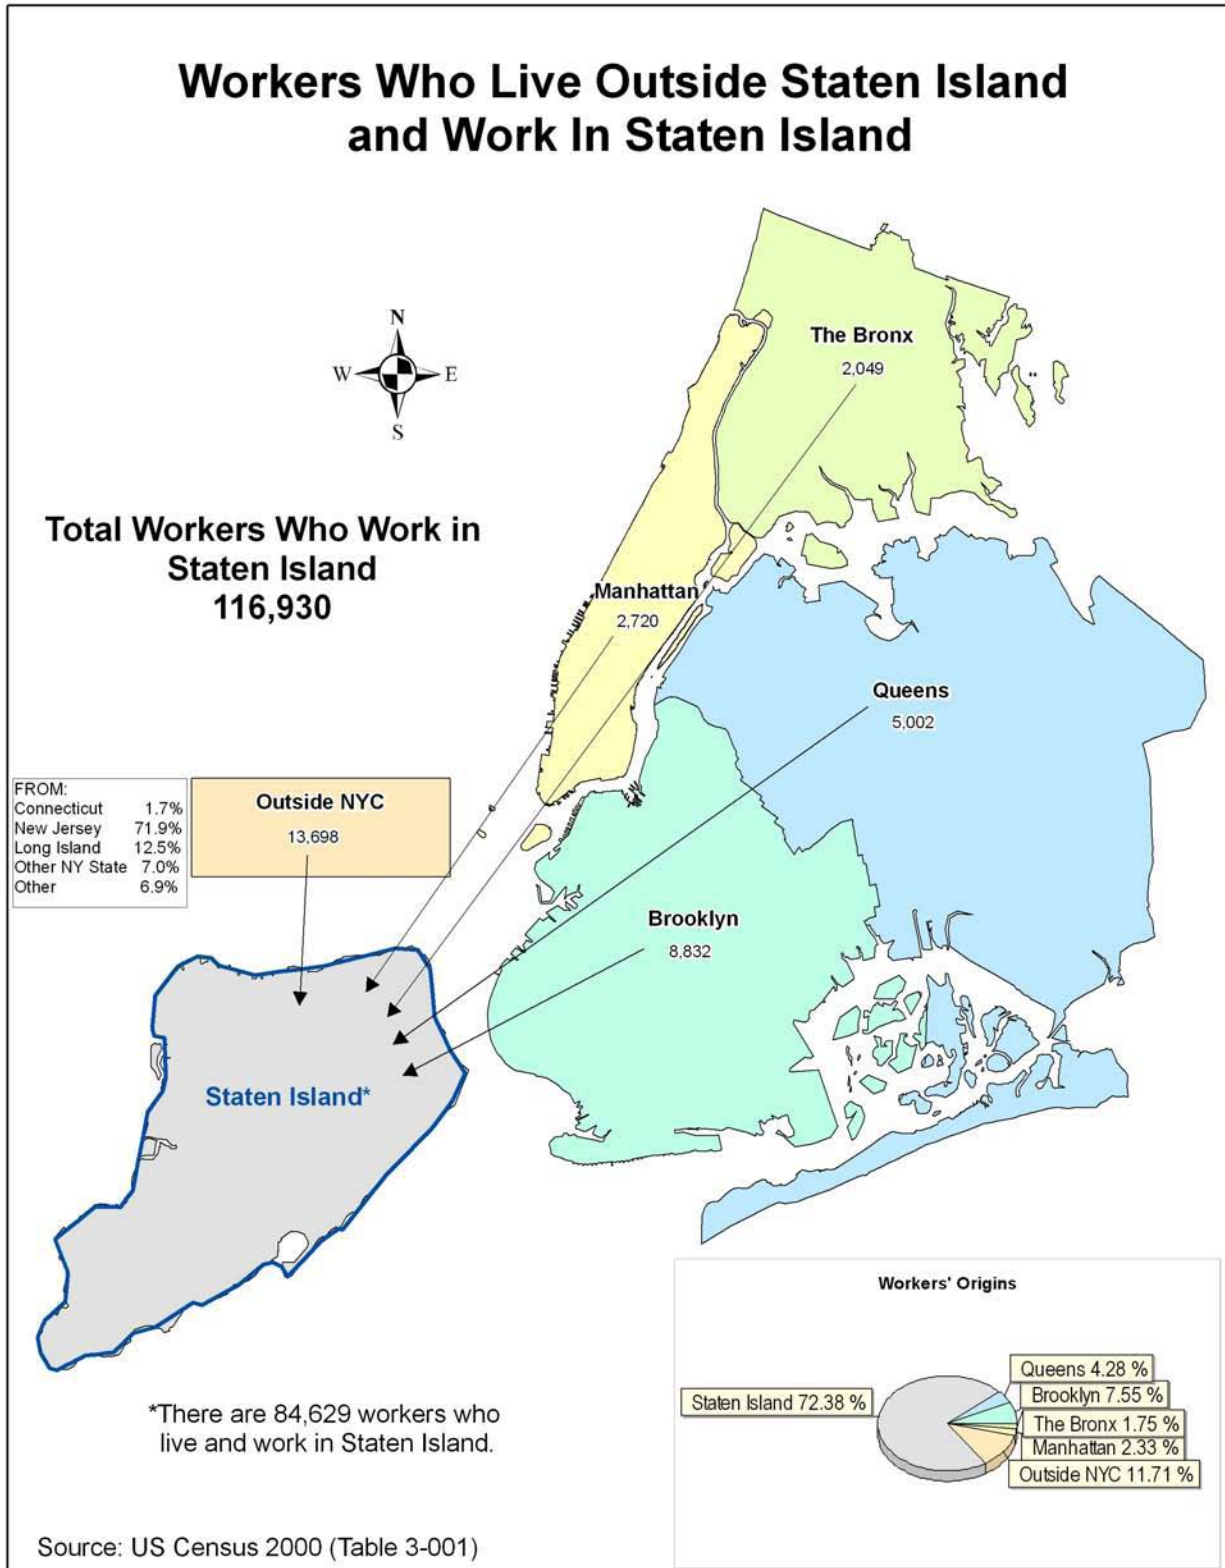 Workers Who Live Outside Staten Island
and Work In Staten Island
N
W
E
S
The Bronx
2,049
Total Workers Who Work in
Staten Island
116,930
Manhattan
2,720
Queens
5,002
FROM:
Connecticut 1.7%
New Jersey 71.9%
Long Island 12.5%
Other NY State 7.0%
Other 6.9%
Outside NYC
13,698
Brooklyn
8,832
Staten Island*
*There are 84,629 workers who
live and work in Staten Island.
Workers' Origins
Queens 4.28 %
Staten Island 72.38 %
Brooklyn 7.55 %
The Bronx 1.75 %
Manhattan 2.33 %
Outside NYC 11.71 %
Source: US Census 2000 (Table 3-001)